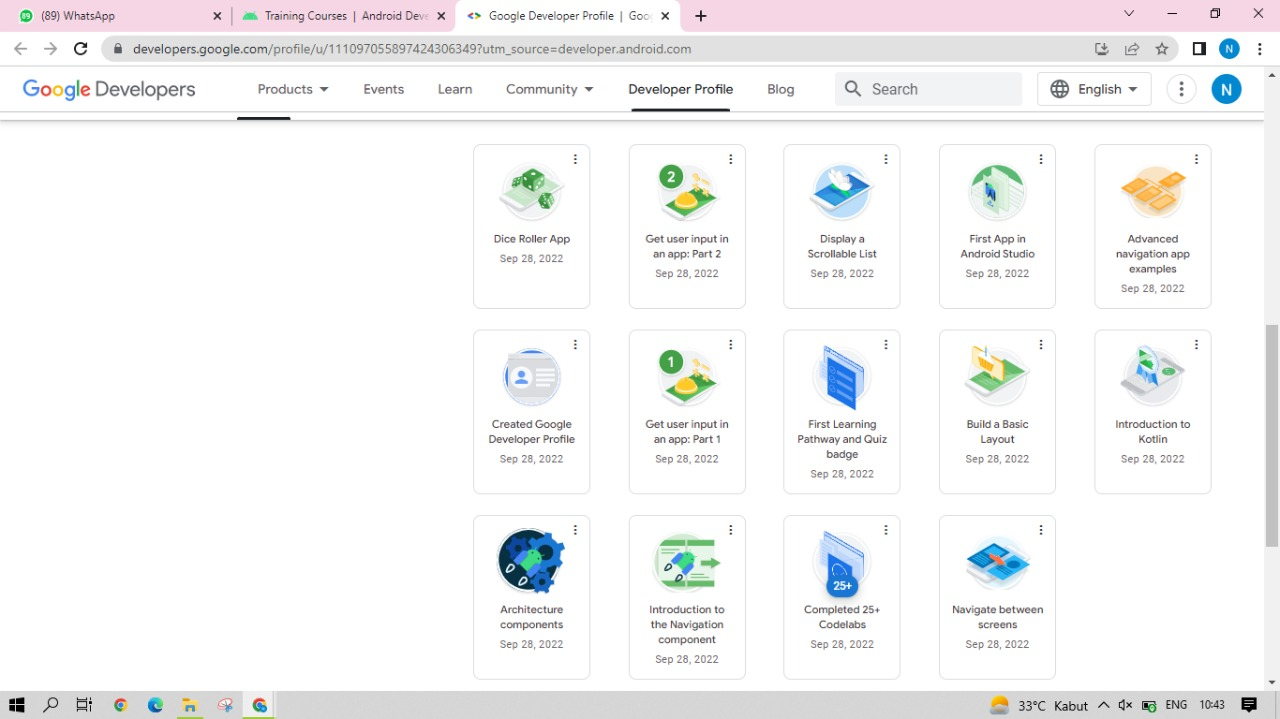 (89) WhatsApp
Training Courses | Android Deve
Google Developer Profile | Goo
developers.google.com/profile/u/111097055897424306349?utm_source=developer.android.com
N
Google Developers
Products
Events
Learn
Community
Developer Profile
Blog
Search
English
N
Dice Roller App
Sep 28, 2022
2
Get user input in
an app: Part 2
Sep 28, 2022
Display a
Scrollable List
Sep 28, 2022
First App in
Android Studio
Sep 28, 2022
Advanced
navigation app
examples
Sep 28, 2022
Created Google
Developer Profile
Sep 28, 2022
1
Get user input in
an app: Part 1
Sep 28, 2022
First Learning
Pathway and Quiz
badge
Sep 28, 2022
Build a Basic
Layout
Sep 28, 2022
Introduction to
Kotlin
Sep 28, 2022
Architecture
components
Sep 28, 2022
Introduction to
the Navigation
component
Sep 28, 2022
25+
Completed 25+
Codelabs
Sep 28, 2022
Navigate between
screens
Sep 28, 2022
33°C Kabut
ENG
10:43